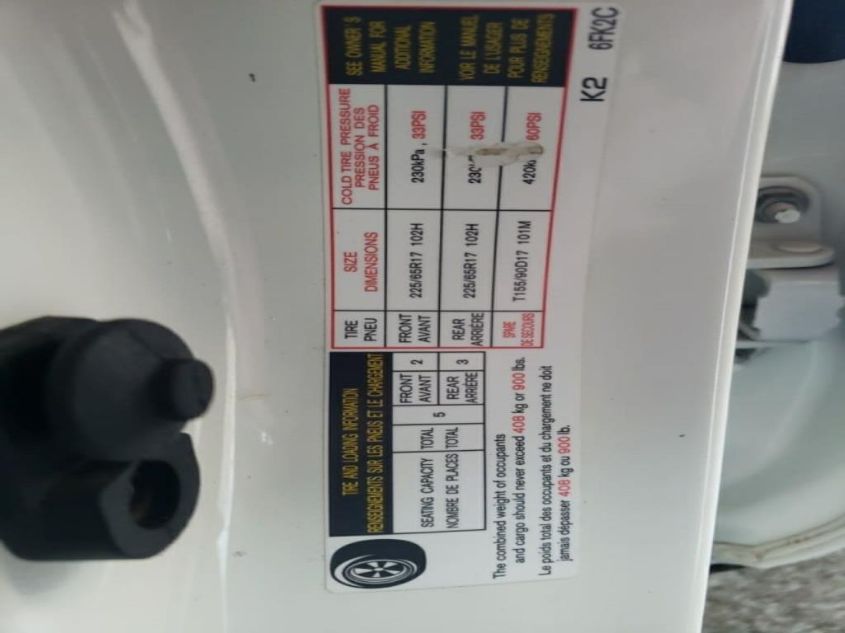 TIRE AND LOADING INFORMATION
RENSEIGNEMENTS SUR LES PNEUS ET LE CHARGEMENT
SEATING CAPACITY TOTAL 5 FRONT 2
NOMBRE DE PLACES TOTAL AVANT
REAR 3
ARRIÈRE
The combined weight of occupants
and cargo should never exceed 408 kg or 900 lbs.
Le poids total des occupants et du chargement ne doit
jamais dépasser 408 kg ou 900 lb.
TIRE SIZE COLD TIRE PRESSURE
PNEU DIMENSIONS PRESSION DES
PNEUS À FROID
FRONT 225/65R17 102H 230kPa, 33PSI
AVANT
REAR 225/65R17 102H 33PSI
ARRIÈRE
SPARE T155/90D17 101M 60PSI
DE SECOURS
SEE OWNER'S
MANUAL FOR
ADDITIONAL
INFORMATION
VOIR LE MANUEL
DE L'USAGER
POUR PLUS DE
RENSEIGNEMENTS
K2 6FK2C